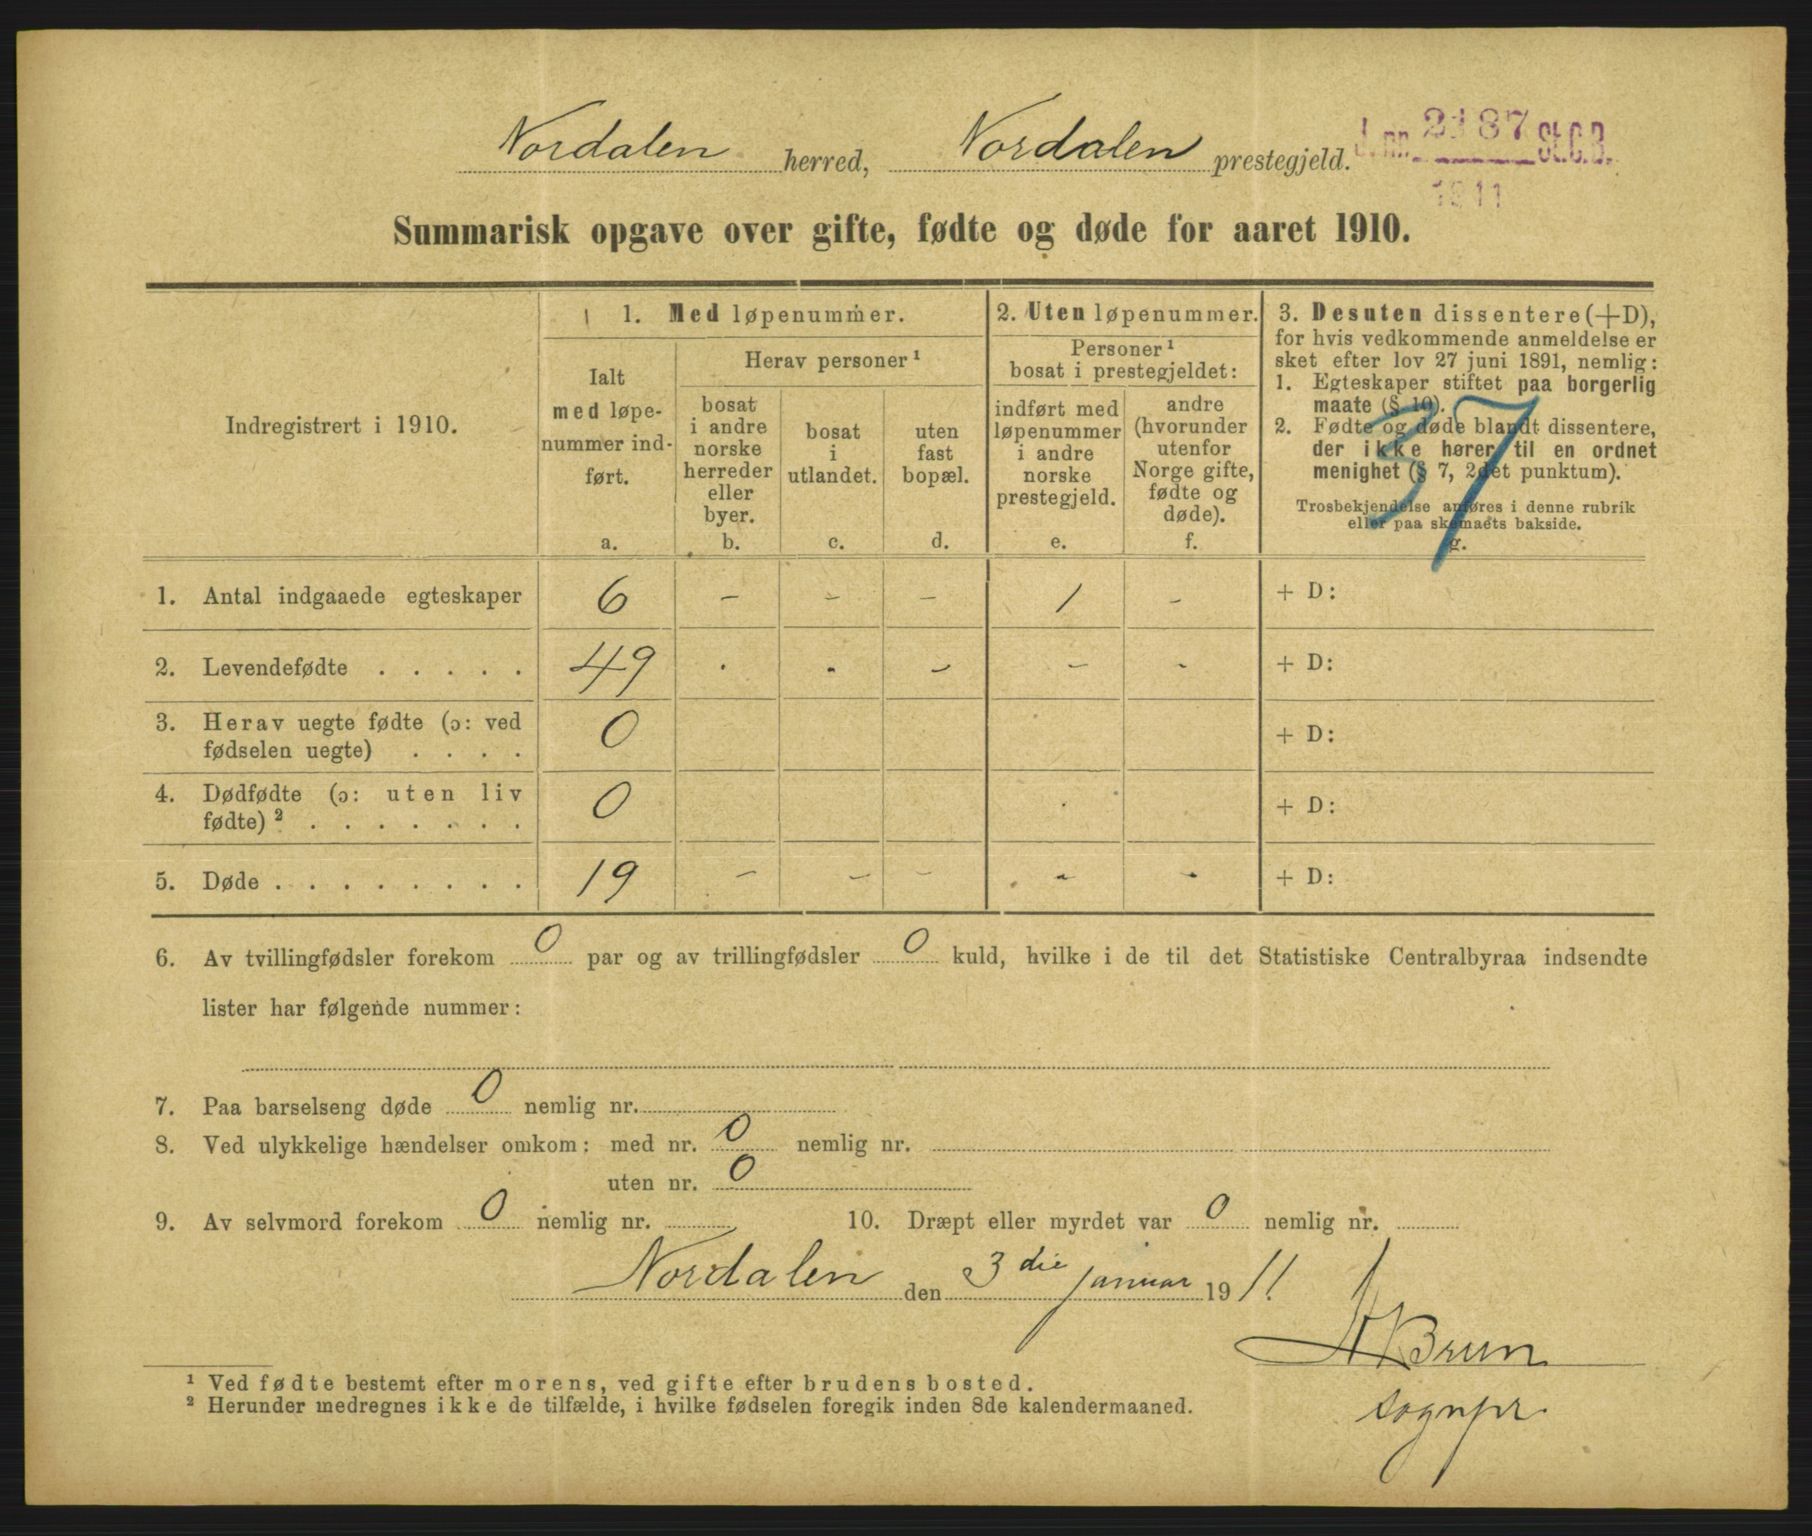 Nordalen herred, Nordalen prestegjeld.
J. nr. 2187 St.C.B.
1911
Summarisk opgave over gifte, fødte og døde for aaret 1910.
Indregistrert i 1910.
1. Med løpenummer.
Ialt
med løpe-
nummer ind-
ført.
a.
Herav personer ¹
bosat
i andre
norske
herreder
eller
byer.
b.
bosat
i
utlandet.
c.
uten
fast
bopæl.
d.
2. Uten løpenummer.
Personer ¹
bosat i prestegjeldet:
indført med
løpenummer
i andre
norske
prestegjeld.
e.
andre
(hvorunder
utenfor
Norge gifte,
fødte og
døde).
f.
3. Desuten dissentere (+D),
for hvis vedkommende anmeldelse er
sket efter lov 27 juni 1891, nemlig:
1. Egteskaper stiftet paa borgerlig
maate (§ 10).
2. Fødte og døde blandt dissentere,
der ikke hører til en ordnet
menighet (§ 7, 2det punktum).
Trosbekjendelse anføres i denne rubrik
eller paa skemaets bakside.
g.
37
1. Antal indgaaede egteskaper 6 – – – 1 – + D:
2. Levendefødte . . . . . 49 . . – – – + D:
3. Herav uegte fødte (ɔ: ved
fødselen uegte) . . . . 0 + D:
4. Dødfødte (ɔ: uten liv
fødte) ² . . . . . . . 0 + D:
5. Døde . . . . . . . . 19 – – – – – + D:
6. Av tvillingfødsler forekom 0 par og av trillingfødsler 0 kuld, hvilke i de til det Statistiske Centralbyraa indsendte
lister har følgende nummer:
7. Paa barselseng døde 0 nemlig nr.
8. Ved ulykkelige hændelser omkom: med nr. 0 nemlig nr.
uten nr. 0
9. Av selvmord forekom 0 nemlig nr. 10. Dræpt eller myrdet var 0 nemlig nr.
Nordalen den 3die januar 1911.
Brun
sognepr.
¹ Ved fødte bestemt efter morens, ved gifte efter brudens bosted.
² Herunder medregnes ikke de tilfælde, i hvilke fødselen foregik inden 8de kalendermaaned.